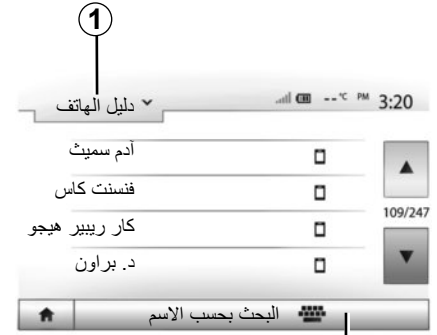 1
دليل الهاتف --°C PM 3:20
آدم سميث
فنسنت كاس
109/247
كار ريبير هيجو
د. براون
البحث بحسب الاسم